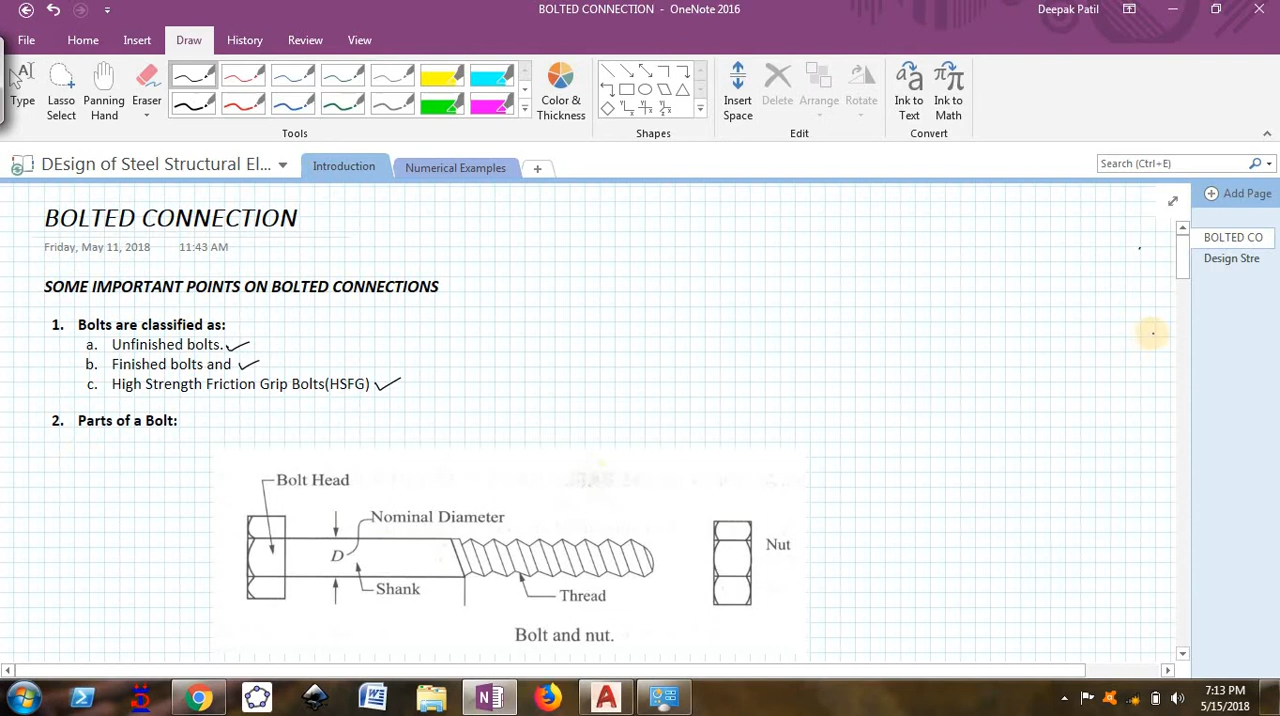 BOLTED CONNECTION - OneNote 2016
Deepak Patil
File Home Insert Draw History Review View
Type
Lasso Select
Panning Hand
Eraser
Color & Thickness
Insert Space
Delete
Arrange
Rotate
Ink to Text
Ink to Math
Tools
Shapes
Edit
Convert
DEsign of Steel Structural El...
Introduction
Numerical Examples
Search (Ctrl+E)
Add Page
BOLTED CO
Design Stre
BOLTED CONNECTION
Friday, May 11, 2018 11:43 AM
SOME IMPORTANT POINTS ON BOLTED CONNECTIONS
1. Bolts are classified as:
a. Unfinished bolts.
b. Finished bolts and
c. High Strength Friction Grip Bolts(HSFG)
2. Parts of a Bolt:
Bolt Head
Nominal Diameter
D
Shank
Thread
Nut
Bolt and nut.
7:13 PM
5/15/2018